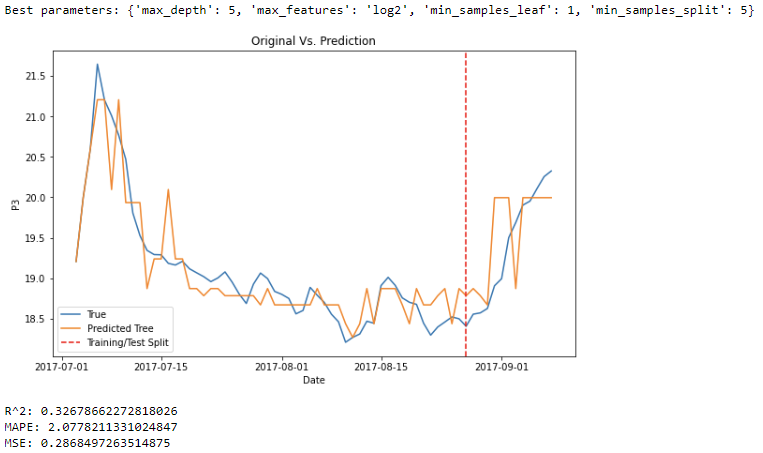 Best parameters: {'max_depth': 5, 'max_features': 'log2', 'min_samples_leaf': 1, 'min_samples_split': 5}
Original Vs. Prediction
21.5
21.0
20.5
20.0
19.5
19.0
18.5
P3
True
Predicted Tree
Training/Test Split
2017-07-01 2017-07-15 2017-08-01 2017-08-15 2017-09-01
Date
R^2: 0.32678662272818026
MAPE: 2.0778211331024847
MSE: 0.2868497263514875